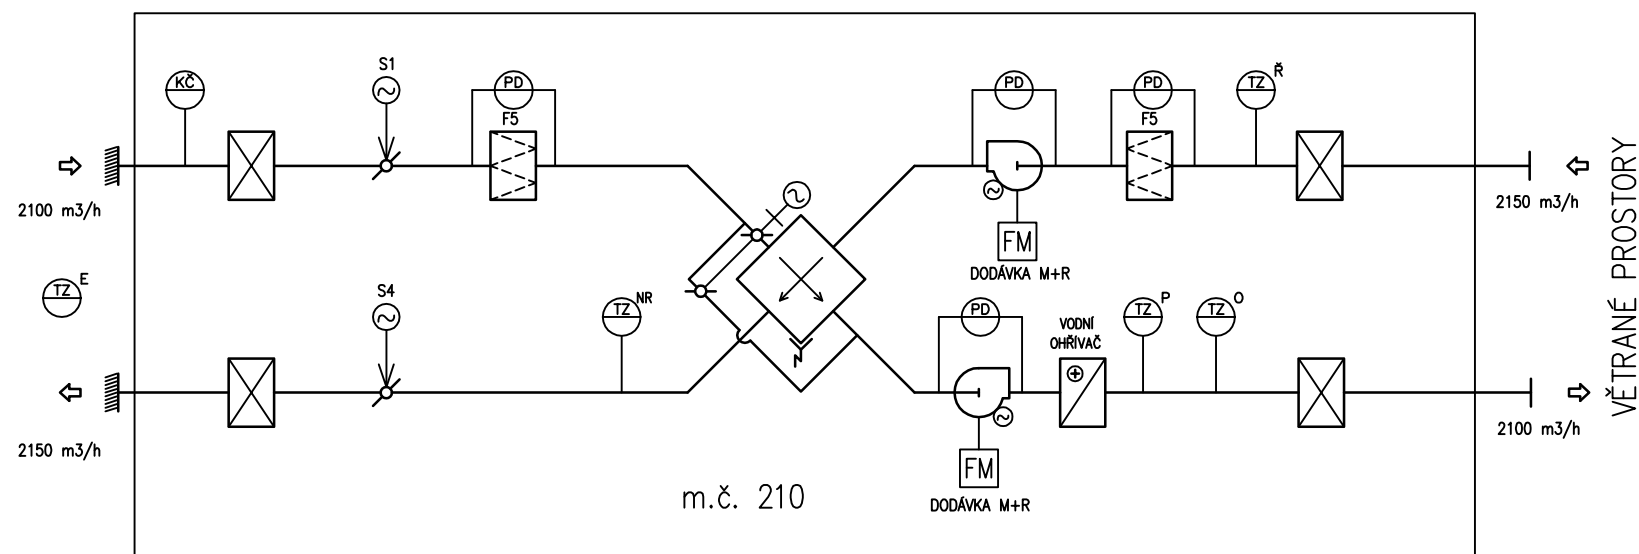 S1
Ř
KČ
PD
PD
PD
TZ
F5
F5
2100 m3/h
2150 m3/h
FM
DODÁVKA M+R
E
TZ
S4
NR
TZ
PD
VODNÍ
OHŘÍVAČ
P
TZ
O
TZ
N
VĚTRANÉ PROSTORY
2150 m3/h
2100 m3/h
FM
DODÁVKA M+R
m.č. 210